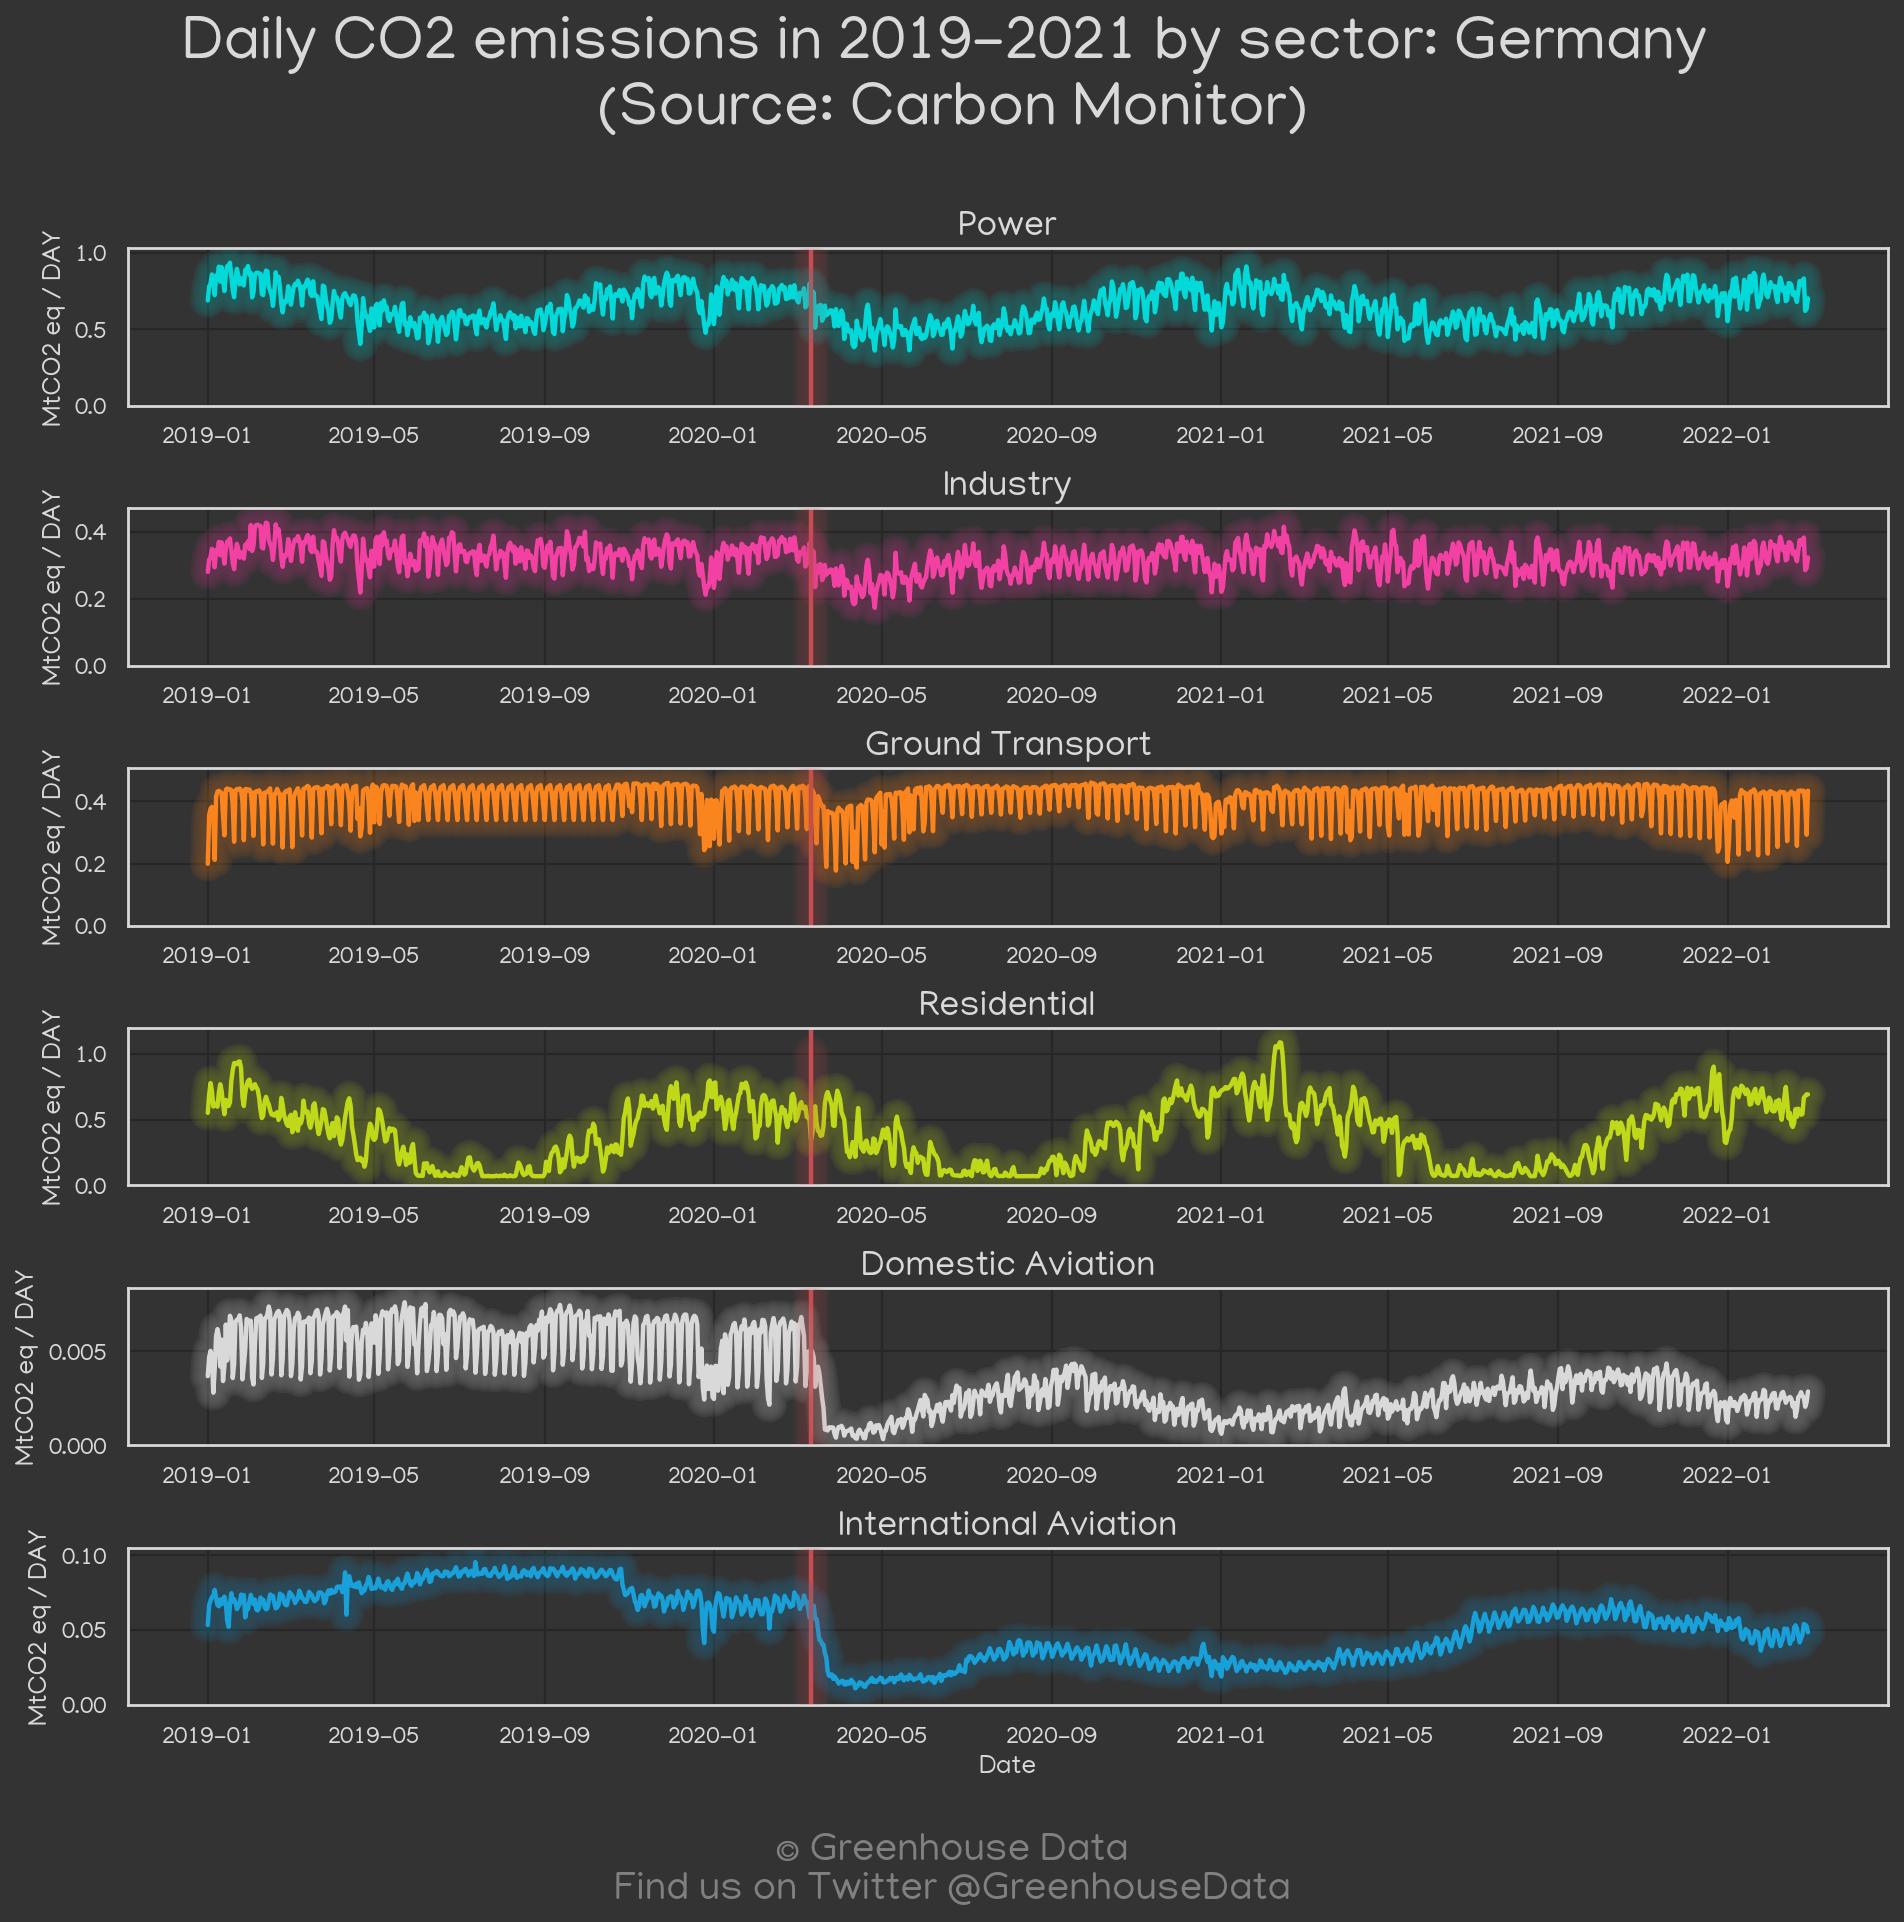 Daily CO2 emissions in 2019-2021 by sector: Germany
(Source: Carbon Monitor)
Power
MtCO2 eq / DAY
1.0
0.5
0.0
2019-01 2019-05 2019-09 2020-01 2020-05 2020-09 2021-01 2021-05 2021-09 2022-01
Industry
MtCO2 eq / DAY
0.4
0.2
0.0
2019-01 2019-05 2019-09 2020-01 2020-05 2020-09 2021-01 2021-05 2021-09 2022-01
Ground Transport
MtCO2 eq / DAY
0.4
0.2
0.0
2019-01 2019-05 2019-09 2020-01 2020-05 2020-09 2021-01 2021-05 2021-09 2022-01
Residential
MtCO2 eq / DAY
1.0
0.5
0.0
2019-01 2019-05 2019-09 2020-01 2020-05 2020-09 2021-01 2021-05 2021-09 2022-01
Domestic Aviation
MtCO2 eq / DAY
0.005
0.000
2019-01 2019-05 2019-09 2020-01 2020-05 2020-09 2021-01 2021-05 2021-09 2022-01
International Aviation
MtCO2 eq / DAY
0.10
0.05
0.00
2019-01 2019-05 2019-09 2020-01 2020-05 2020-09 2021-01 2021-05 2021-09 2022-01
Date
© Greenhouse Data
Find us on Twitter @GreenhouseData